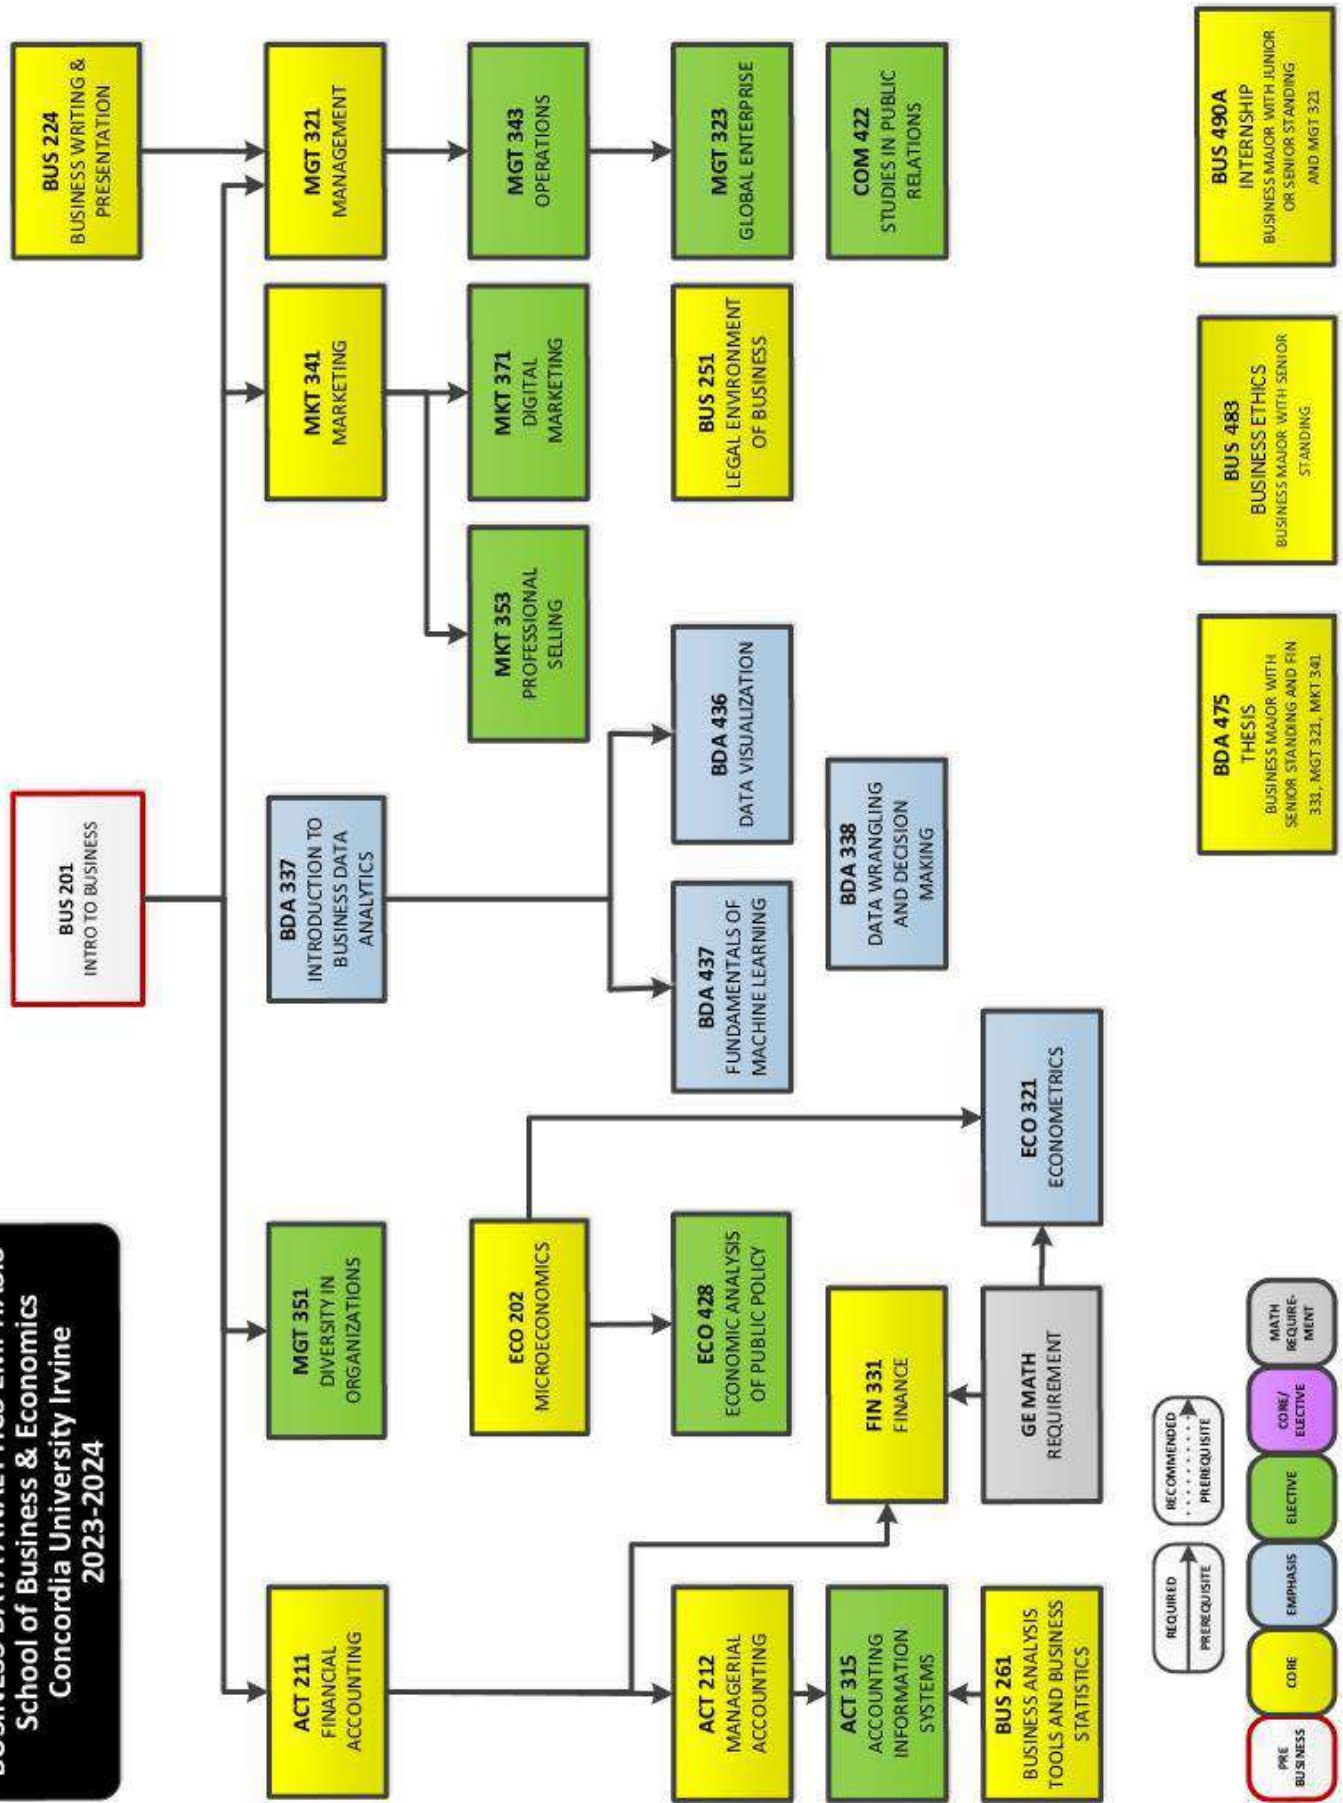 School of Business & Economics
Concordia University Irvine
2023-2024
BUS 201
INTRO TO BUSINESS
BUS 224
BUSINESS WRITING &
PRESENTATION
ACT 211
FINANCIAL
ACCOUNTING
MGT 351
DIVERSITY IN
ORGANIZATIONS
BDA 337
INTRODUCTION TO
BUSINESS DATA
ANALYTICS
MKT 341
MARKETING
MGT 321
MANAGEMENT
ECO 202
MICROECONOMICS
MKT 353
PROFESSIONAL
SELLING
MKT 371
DIGITAL
MARKETING
MGT 343
OPERATIONS
ACT 212
MANAGERIAL
ACCOUNTING
ECO 428
ECONOMIC ANALYSIS
OF PUBLIC POLICY
BDA 437
FUNDAMENTALS OF
MACHINE LEARNING
BDA 436
DATA VISUALIZATION
BUS 251
LEGAL ENVIRONMENT
OF BUSINESS
MGT 323
GLOBAL ENTERPRISE
ACT 315
ACCOUNTING
INFORMATION
SYSTEMS
FIN 331
FINANCE
BDA 338
DATA WRANGLING
AND DECISION
MAKING
COM 422
STUDIES IN PUBLIC
RELATIONS
BUS 261
BUSINESS ANALYSIS
TOOLS AND BUSINESS
STATISTICS
GE MATH
REQUIREMENT
ECO 321
ECONOMETRICS
REQUIRED
PREREQUISITE
RECOMMENDED
PREREQUISITE
PRE
BUSINESS
CORE
EMPHASIS
ELECTIVE
CORE/
ELECTIVE
MATH
REQUIRE-
MENT
BDA 475
THESIS
BUSINESS MAJOR WITH
SENIOR STANDING AND FIN
331, MGT 321, MKT 341
BUS 483
BUSINESS ETHICS
BUSINESS MAJOR WITH SENIOR
STANDING
BUS 490A
INTERNSHIP
BUSINESS MAJOR WITH JUNIOR
OR SENIOR STANDING
AND MGT 321